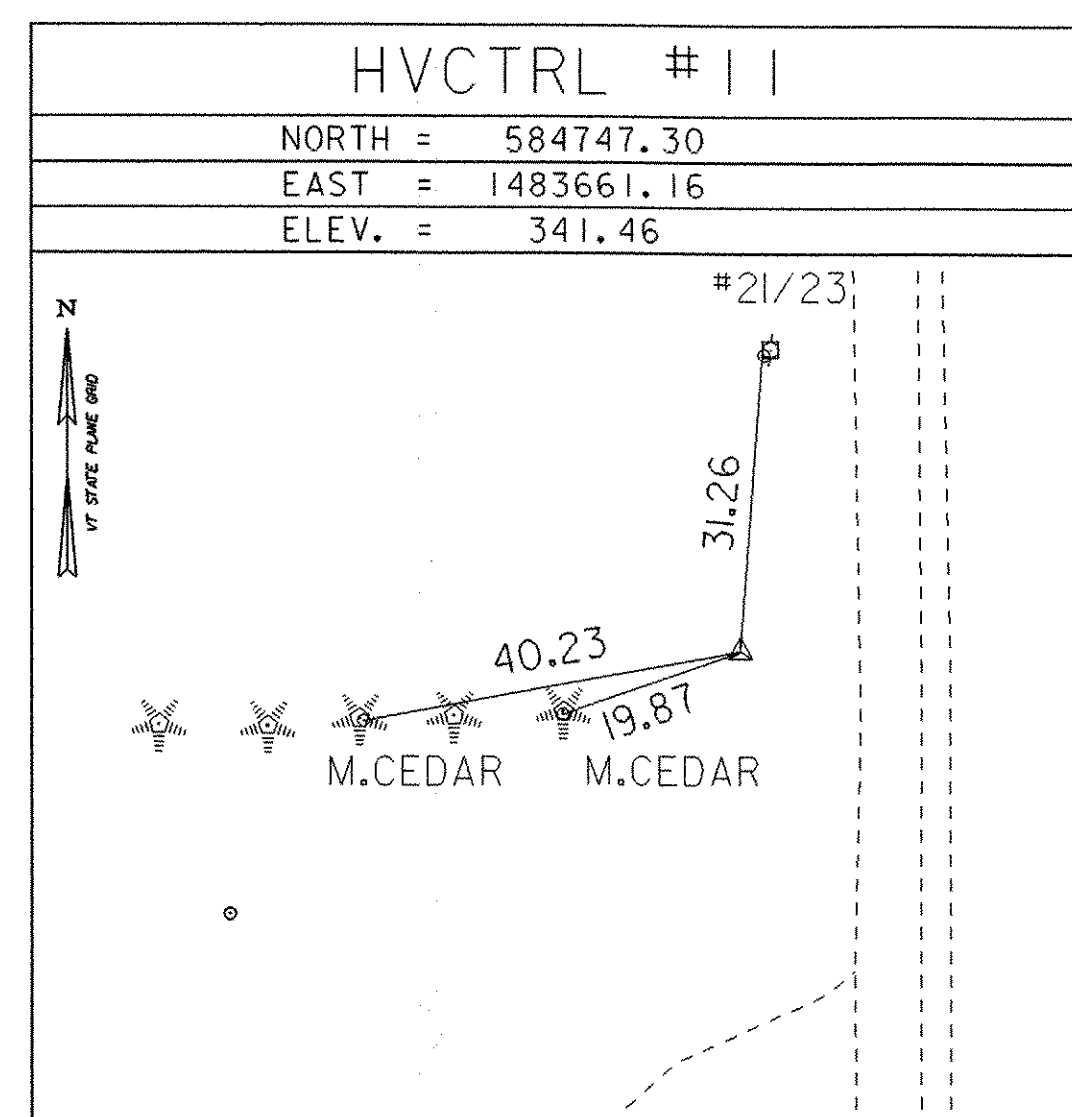 HVCTRL #11
NORTH = 584747.30
EAST = 1483661.16
ELEV. = 341.46
#21/23
N
VT STATE PLANE GRID
31.26
40.23
19.87
M.CEDAR M.CEDAR